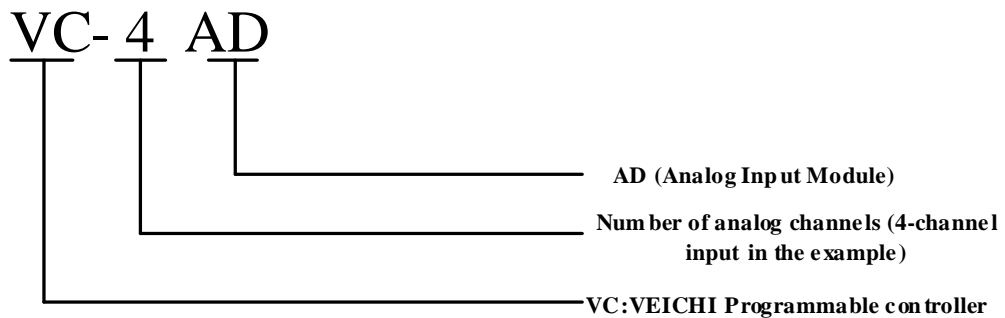 VC- 4 AD
AD (Analog Input Module)
Number of analog channels (4-channel
input in the example)
VC:VEICHI Programmable controller